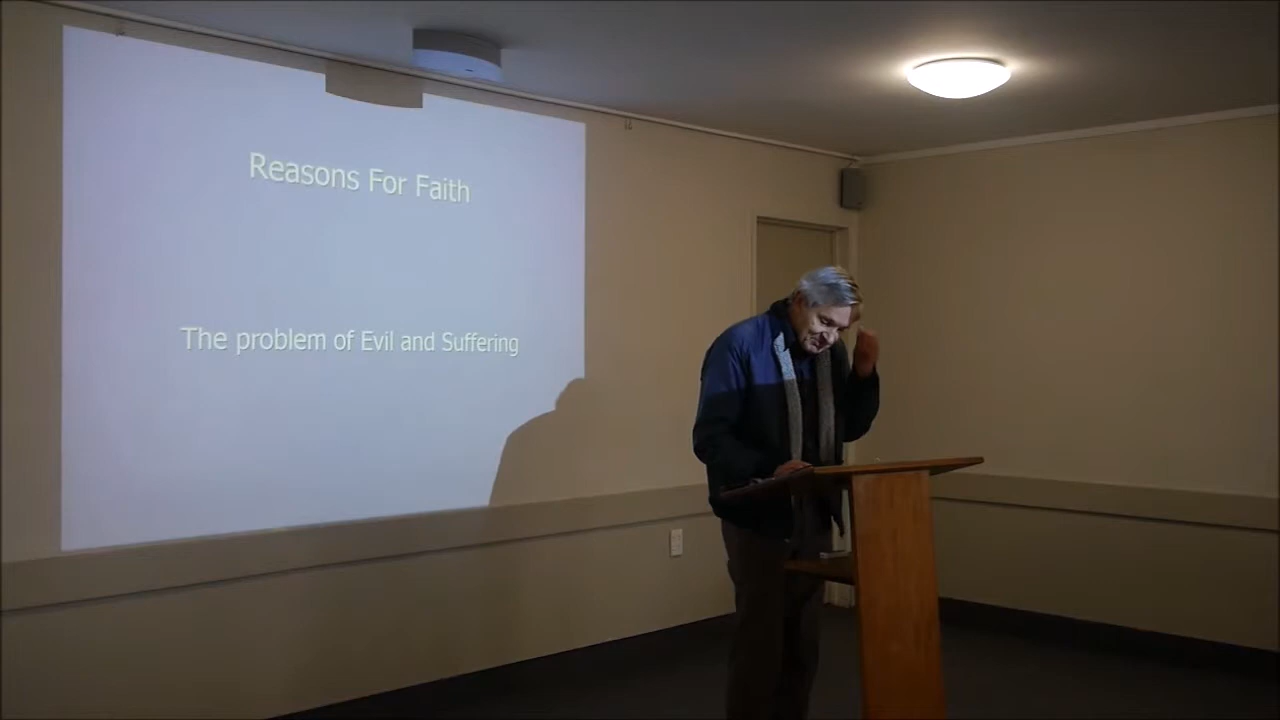 Reasons For Faith
The problem of Evil and Suffering